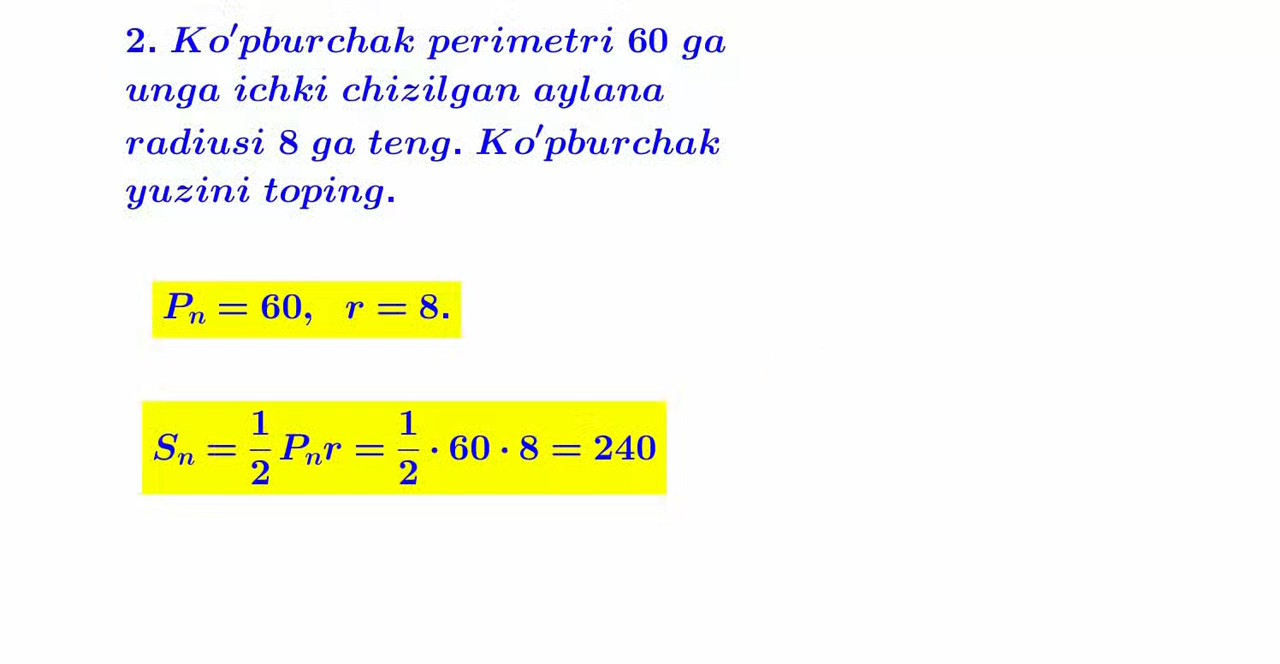 2. Ko'pburchak perimetri 60 ga
unga ichki chizilgan aylana
radiusi 8 ga teng. Ko'pburchak
yuzini toping.
Pₙ = 60, r = 8.
Sₙ = 1/2 Pₙr = 1/2 · 60 · 8 = 240